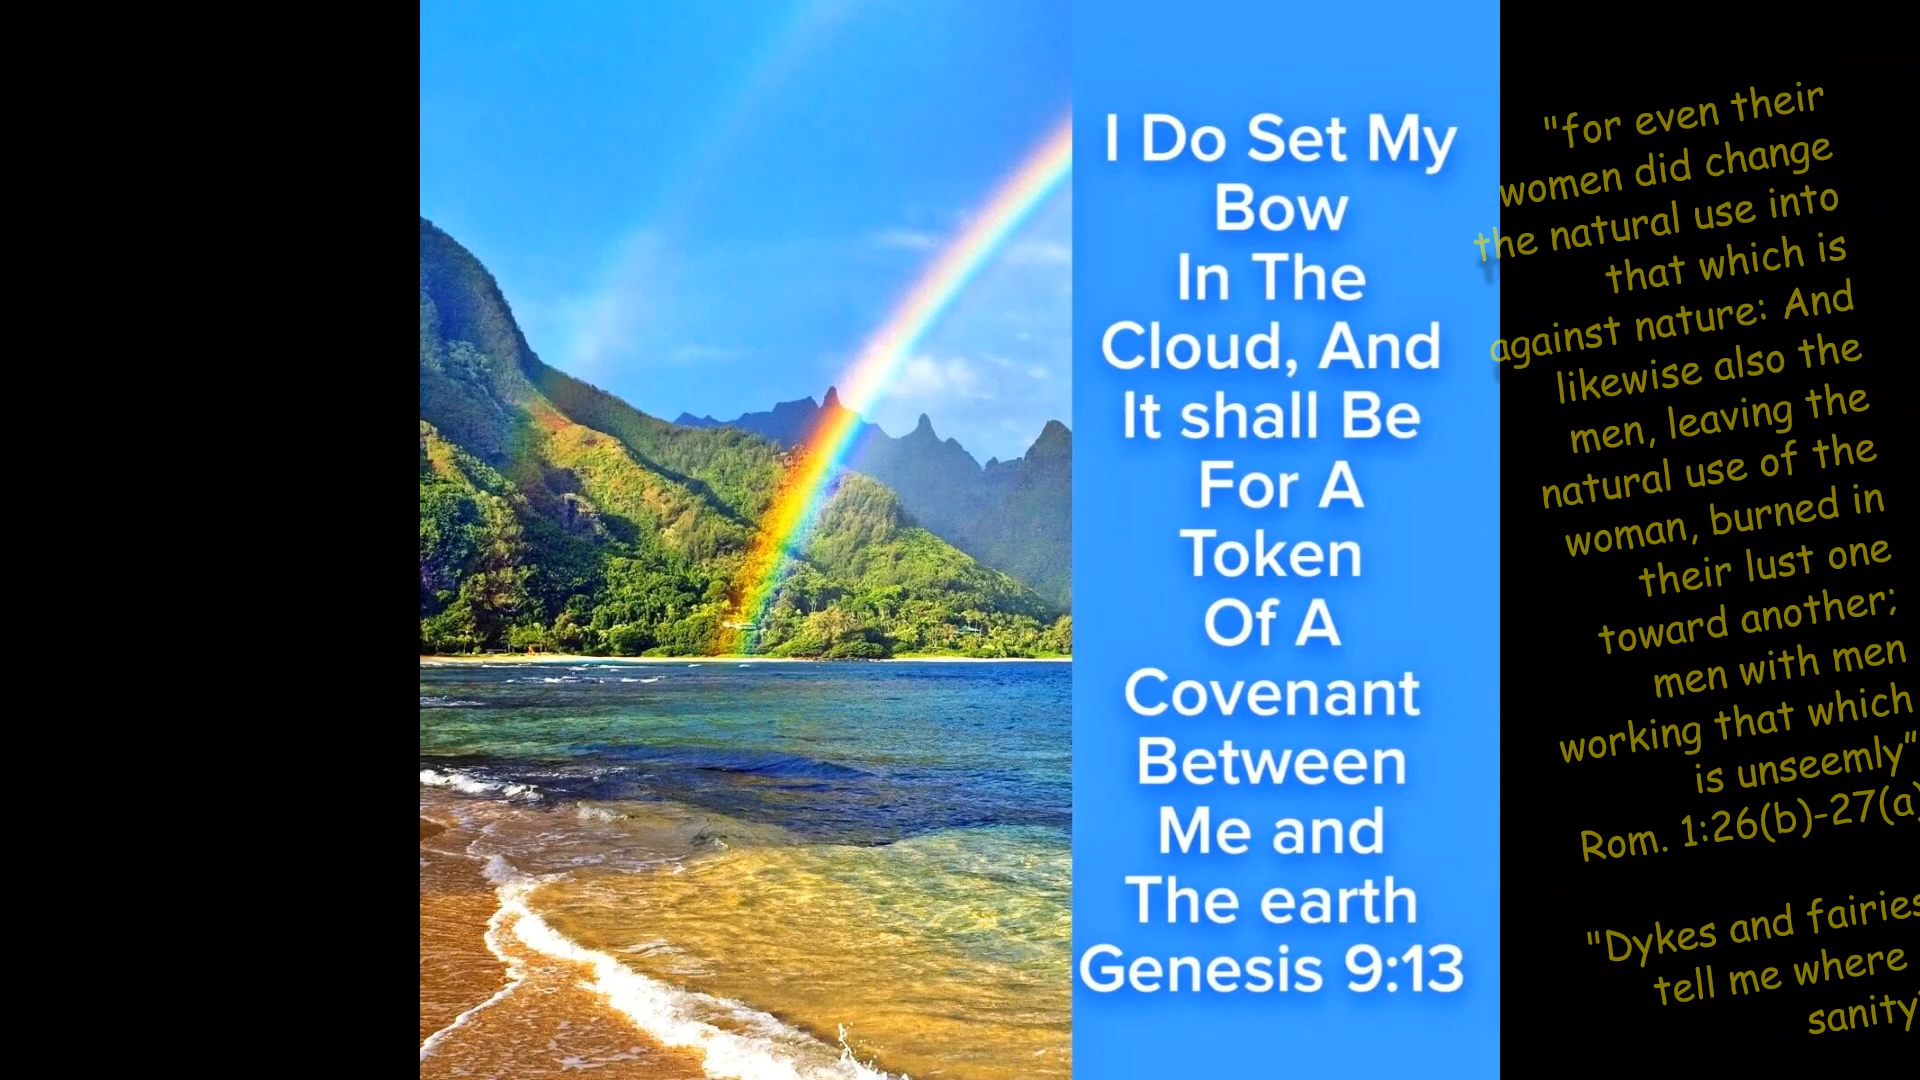 I Do Set My
Bow
In The
Cloud, And
It shall Be
For A
Token
Of A
Covenant
Between
Me and
The earth
Genesis 9:13
"for even their
women did change
the natural use into
that which is
against nature: And
likewise also the
men, leaving the
natural use of the
woman, burned in
their lust one
toward another;
men with men
working that which
is unseemly”
Rom. 1:26(b)-27(a)
"Dykes and fairies
tell me where
sanity